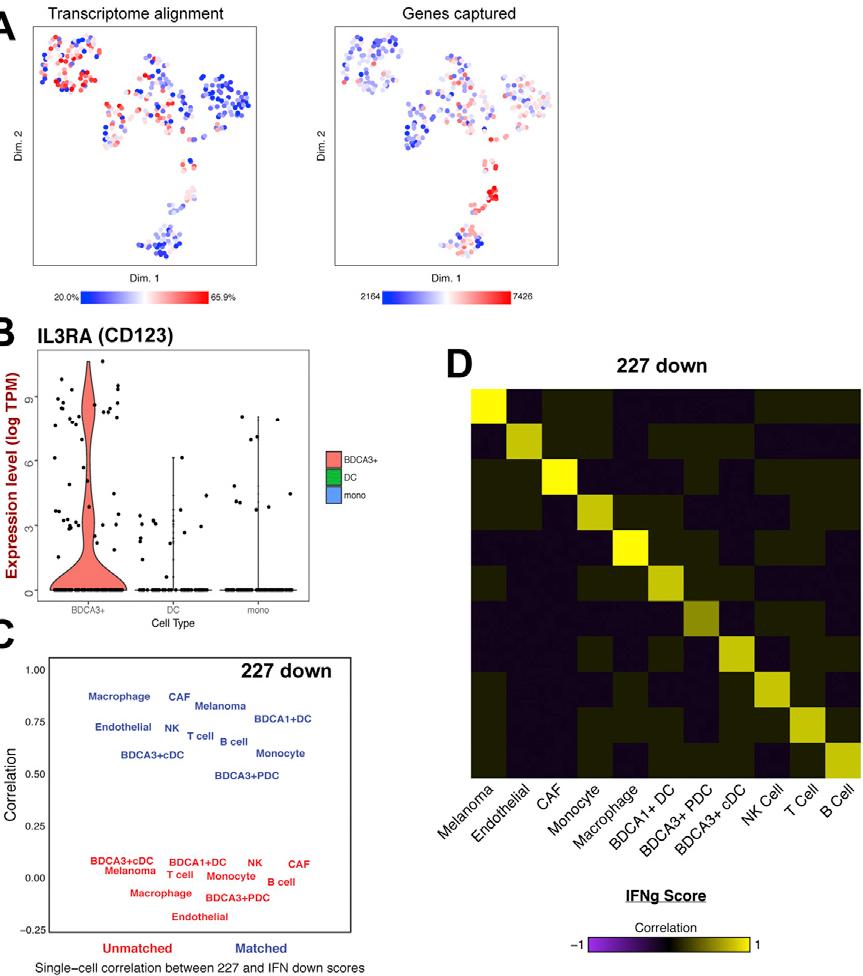 A
Transcriptome alignment
Genes captured
Dim. 2
Dim. 2
Dim. 1
Dim. 1
20.0%
65.9%
2164
7426
B
IL3RA (CD123)
Expression level (log TPM)
9
6
3
0
BDCA3+
DC
mono
Cell Type
BDCA3+
DC
mono
C
227 down
Correlation
1.00
0.75
0.50
0.25
0.00
−0.25
Macrophage CAF
Melanoma
BDCA1+DC
Endothelial NK
T cell
B cell
BDCA3+cDC
Monocyte
BDCA3+PDC
BDCA3+cDC BDCA1+DC NK CAF
Melanoma T cell Monocyte
B cell
Macrophage
BDCA3+PDC
Endothelial
Unmatched Matched
Single−cell correlation between 227 and IFN down scores
D
227 down
Melanoma
Endothelial
CAF
Monocyte
Macrophage
BDCA1+ DC
BDCA3+ PDC
BDCA3+ cDC
NK Cell
T Cell
B Cell
IFNg Score
Correlation
−1
1